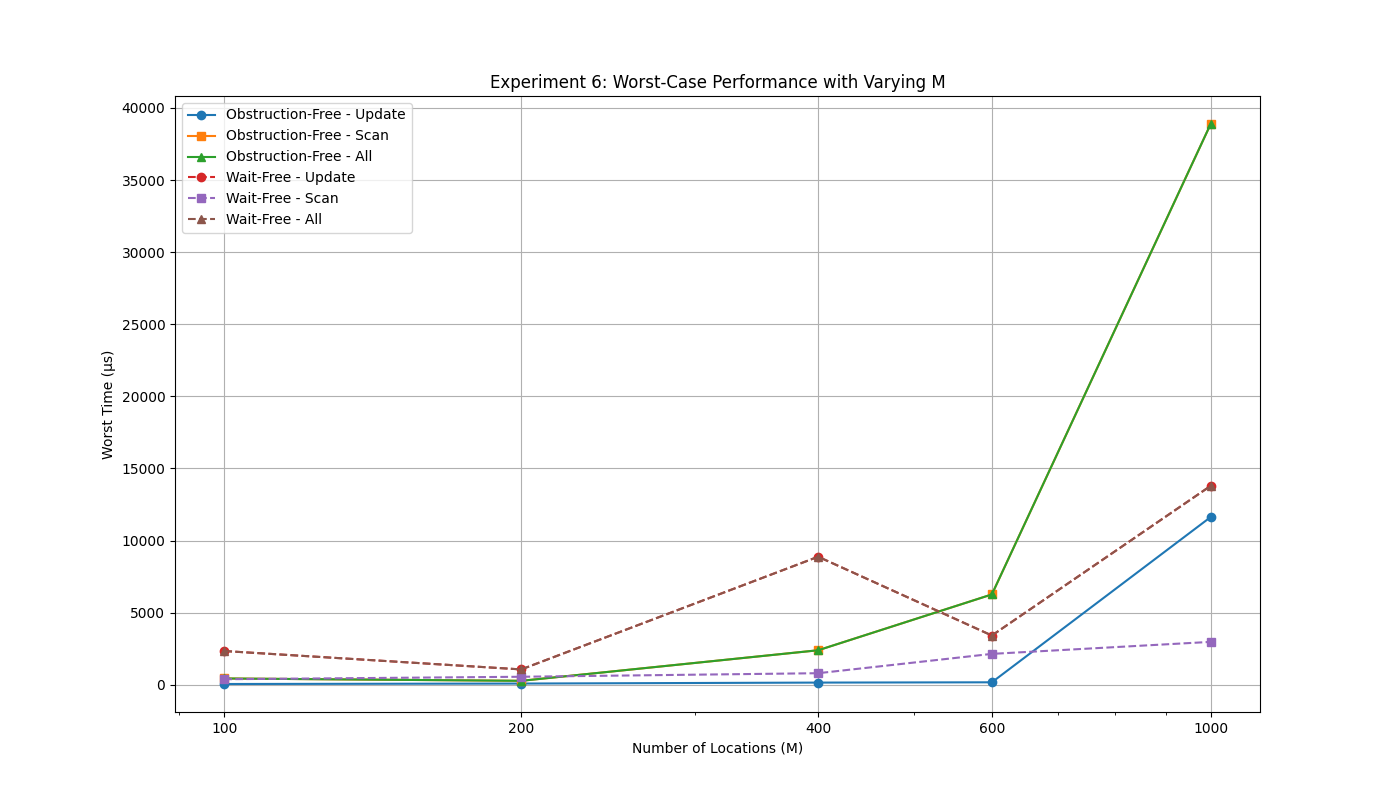 Experiment 6: Worst-Case Performance with Varying M
Obstruction-Free - Update
Obstruction-Free - Scan
Obstruction-Free - All
Wait-Free - Update
Wait-Free - Scan
Wait-Free - All
40000
35000
30000
25000
20000
15000
10000
5000
0
Worst Time (μs)
100 200 400 600 1000
Number of Locations (M)